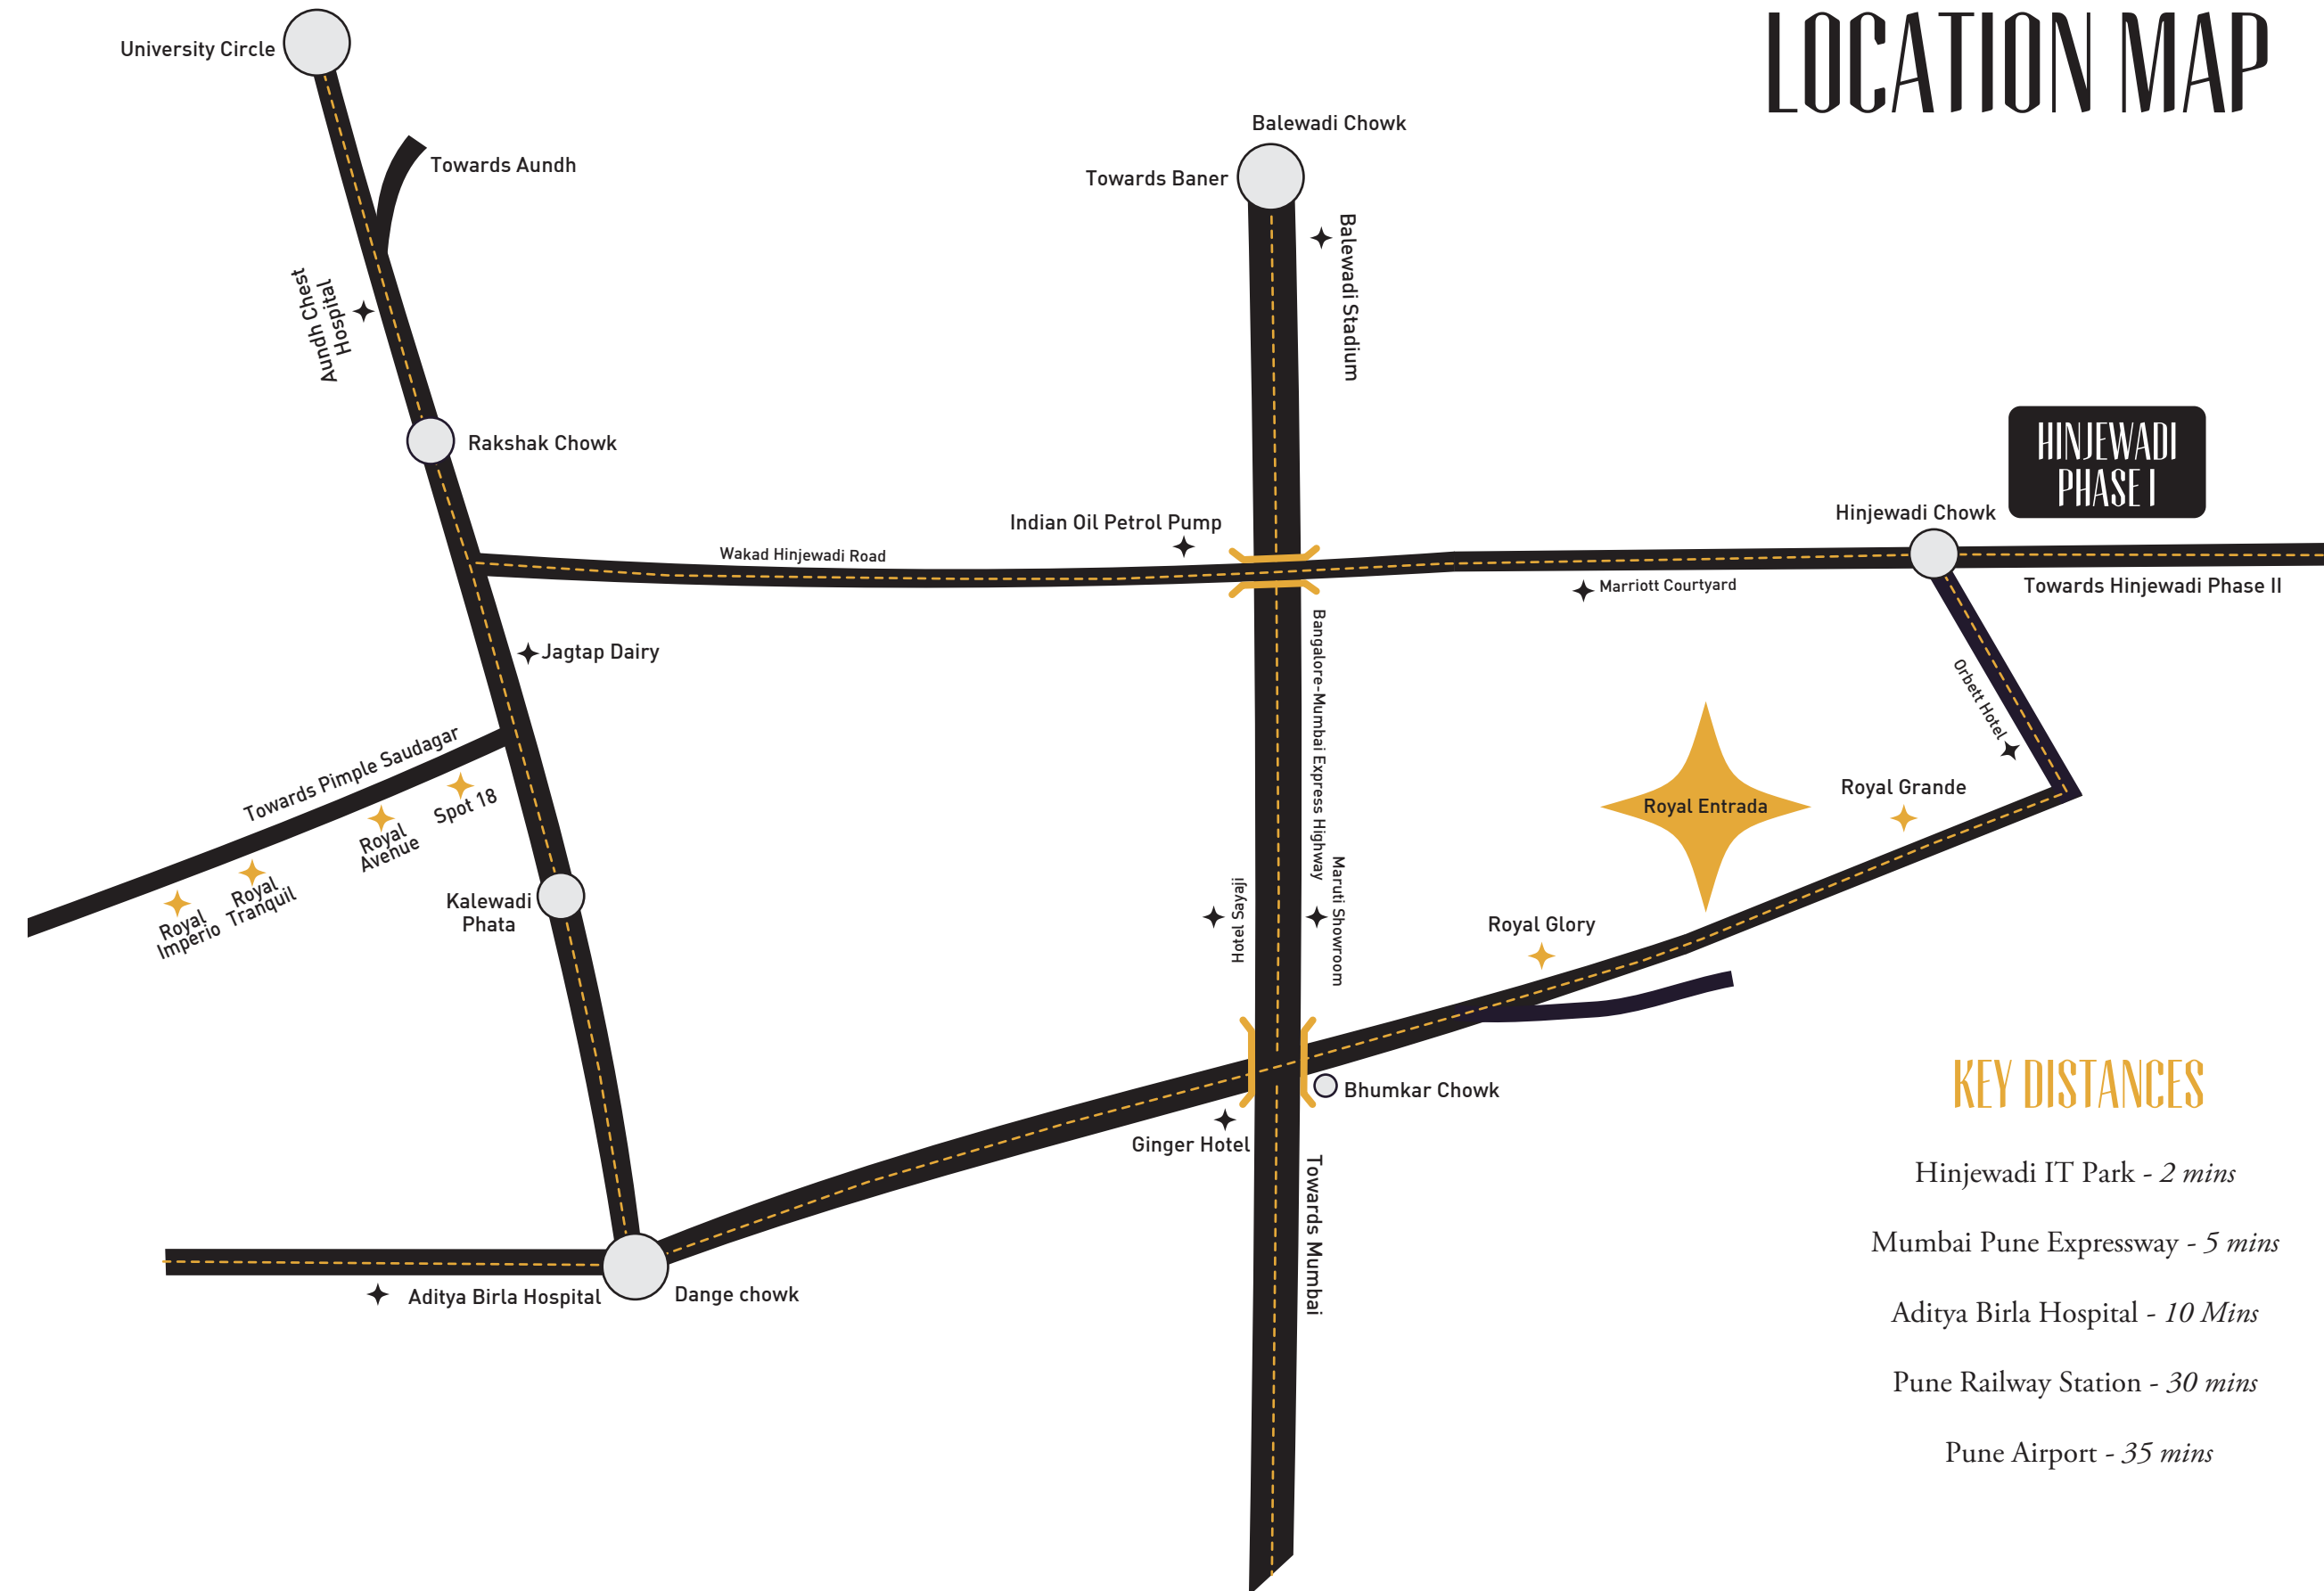 LOCATION MAP
University Circle
Balewadi Chowk
Towards Aundh
Towards Baner
Balewadi Stadium
Aundh Chest
Hospital
Rakshak Chowk
HINJEWADI
PHASE I
Hinjewadi Chowk
Indian Oil Petrol Pump
Wakad Hinjewadi Road
Marriott Courtyard
Towards Hinjewadi Phase II
Jagtap Dairy
Bangalore-Mumbai Express Highway
Orbett Hotel
Towards Pimple Saudagar
Spot 18
Royal
Avenue
Royal
Tranquil
Royal
Imperio
Royal Entrada
Royal Grande
Kalewadi
Phata
Hotel Sayaji
Maruti Showroom
Royal Glory
Bhumkar Chowk
Ginger Hotel
Towards Mumbai
Aditya Birla Hospital
Dange chowk
KEY DISTANCES
Hinjewadi IT Park - 2 mins
Mumbai Pune Expressway - 5 mins
Aditya Birla Hospital - 10 Mins
Pune Railway Station - 30 mins
Pune Airport - 35 mins